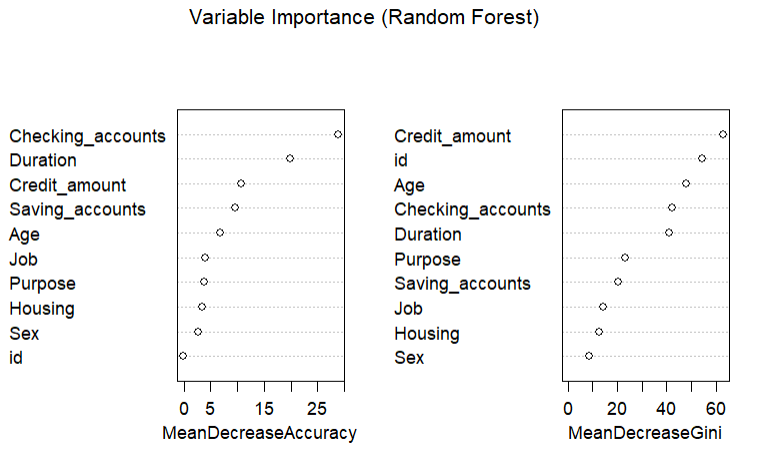 Variable Importance (Random Forest)
Checking_accounts
Duration
Credit_amount
Saving_accounts
Age
Job
Purpose
Housing
Sex
id
0 5 15 25
MeanDecreaseAccuracy
Credit_amount
id
Age
Checking_accounts
Duration
Purpose
Saving_accounts
Job
Housing
Sex
0 20 40 60
MeanDecreaseGini